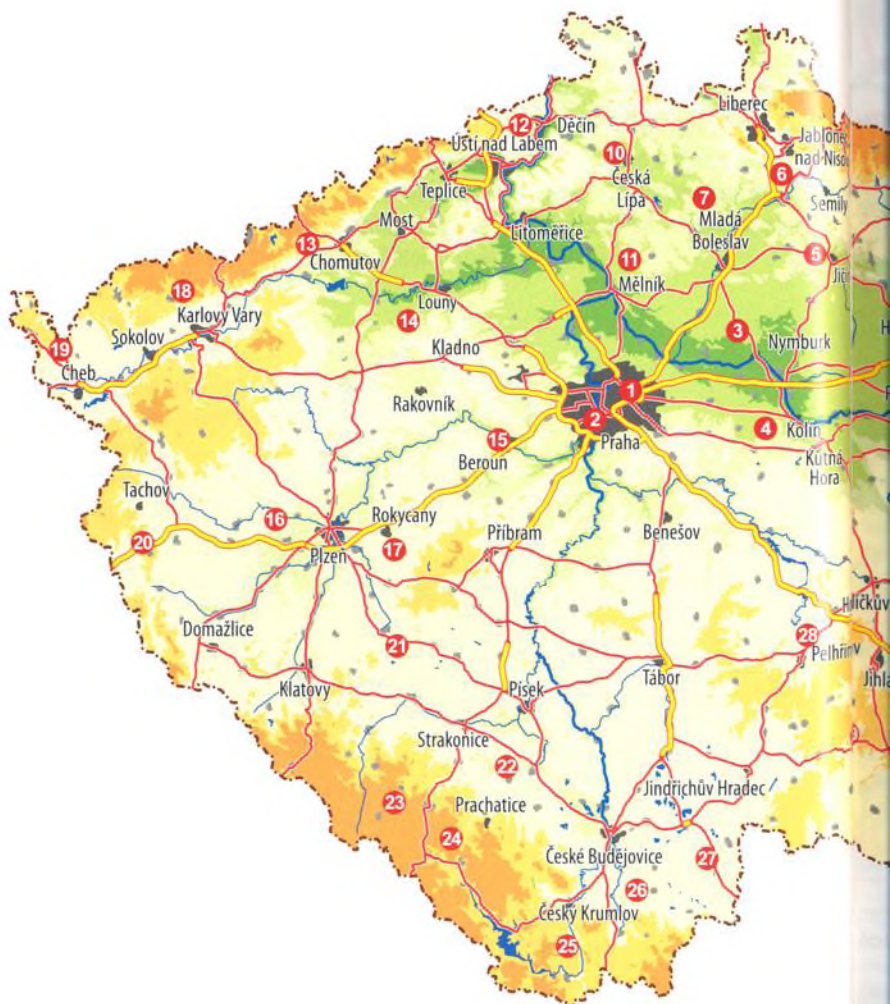 Liberec
12
Děčín
Ústí nad Labem
Jablonec
nad Nisou
10
Česká
Lípa
6
Teplice
7
Semily
Most
Litoměřice
Mladá
Boleslav
13
Chomutov
11
5
Jičí
18
Mělník
Louny
Karlovy Vary
14
3
Sokolov
Nymburk
19
Kladno
Cheb
1
Rakovník
2
4
Kolín
15
Praha
Beroun
Kutná
Hora
Tachov
16
Rokycany
Příbram
Benešov
20
17
Plzeň
Domažlice
28
21
Pelhřimov
Jihla
Klatovy
Písek
Tábor
Strakonice
22
Jindřichův Hradec
23
Prachatice
24
České Budějovice
27
26
Český Krumlov
25